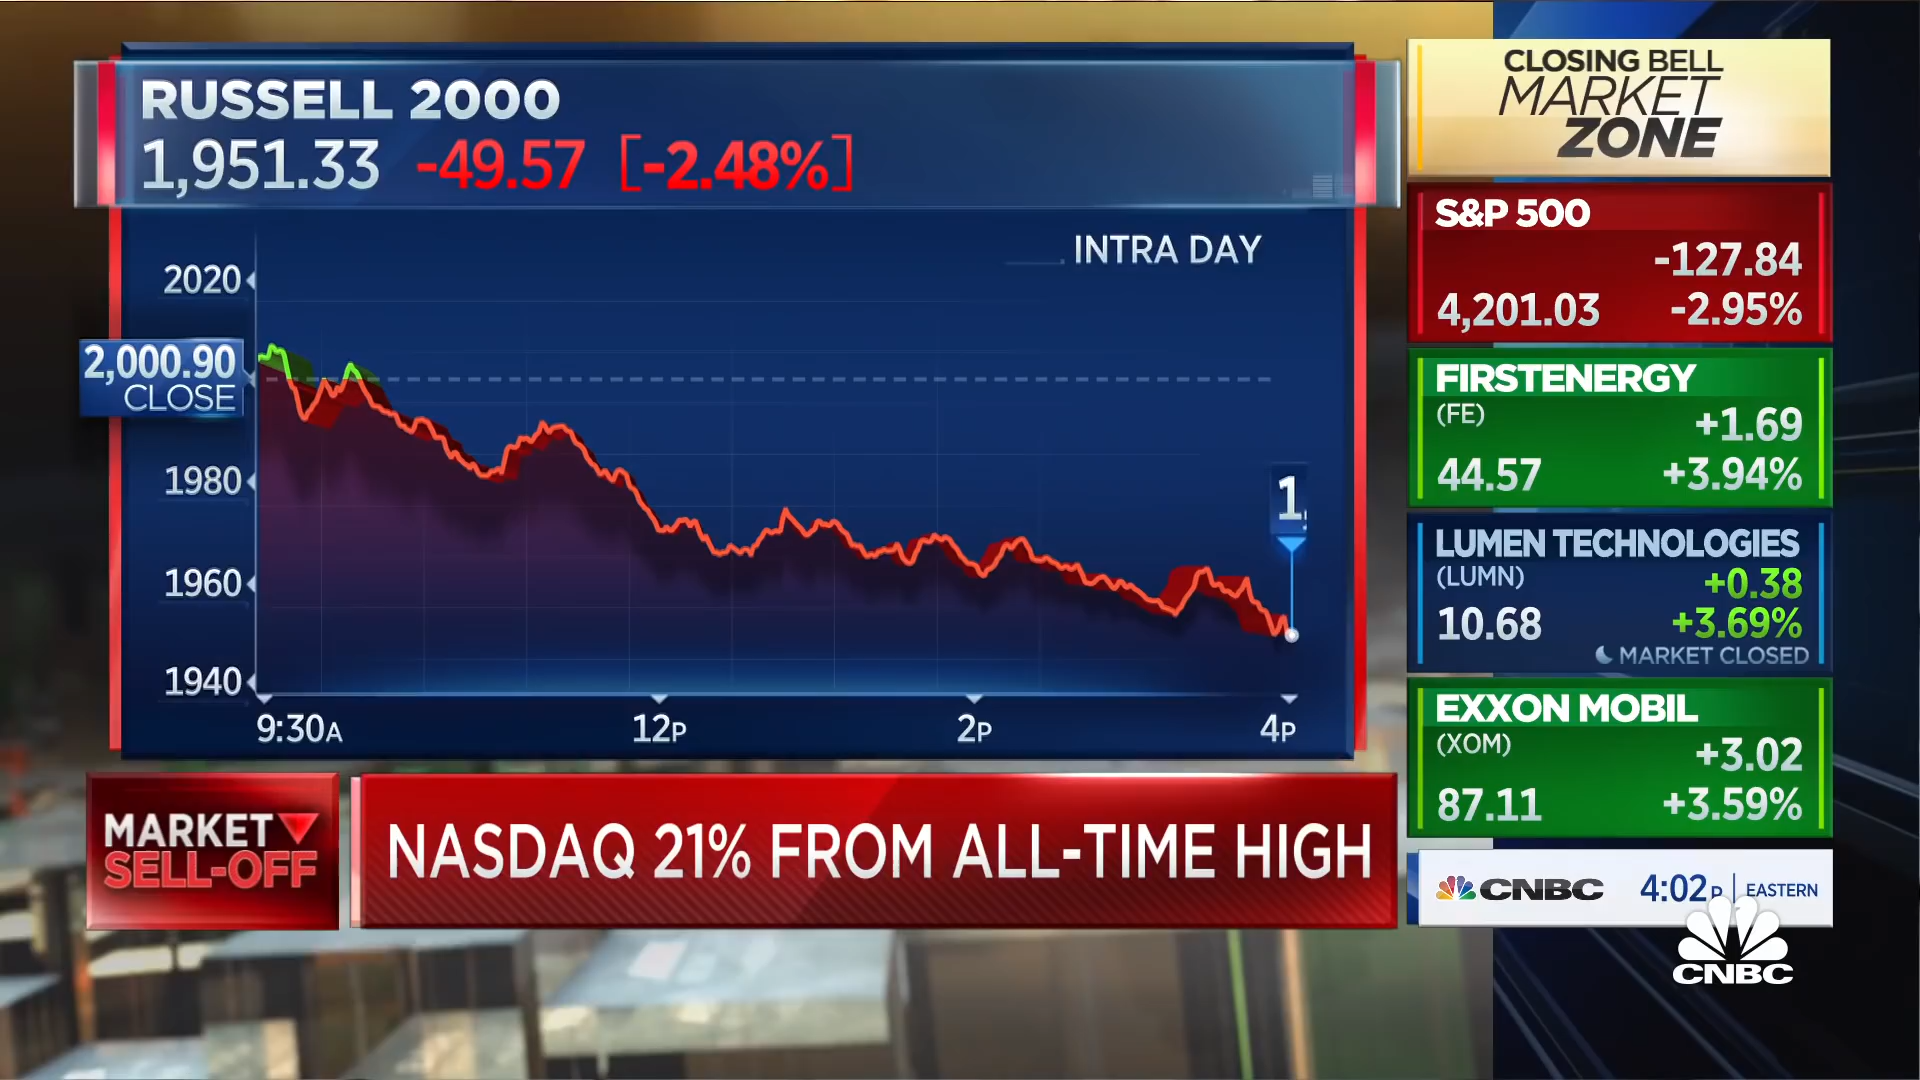 RUSSELL 2000
1,951.33 -49.57 [-2.48%]
INTRA DAY
2020
2,000.90
CLOSE
1980
1960
1940
1,
9:30A 12P 2P 4P
MARKET
SELL-OFF
NASDAQ 21% FROM ALL-TIME HIGH
CLOSING BELL
MARKET
ZONE
S&P 500
-127.84
4,201.03 -2.95%
FIRSTENERGY
(FE) +1.69
44.57 +3.94%
LUMEN TECHNOLOGIES
(LUMN) +0.38
10.68 +3.69%
MARKET CLOSED
EXXON MOBIL
(XOM) +3.02
87.11 +3.59%
CNBC 4:02P EASTERN
CNBC